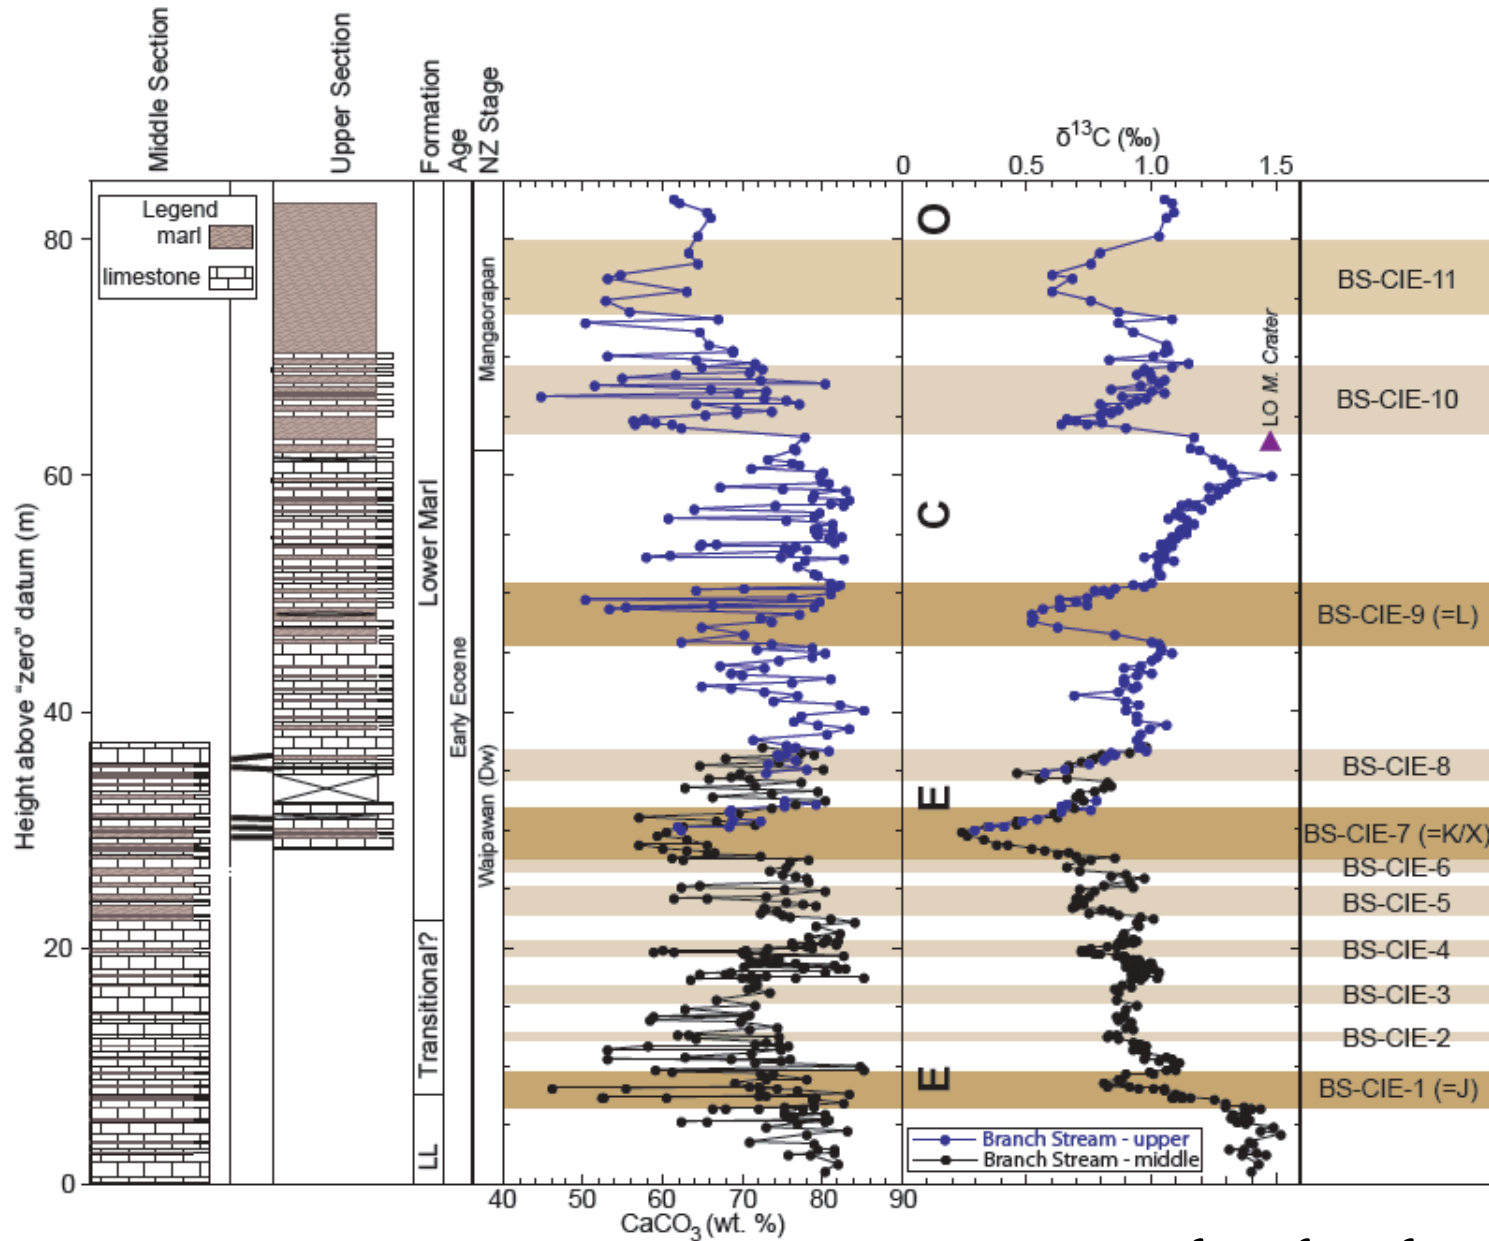 Middle Section
Upper Section
Formation
Age
NZ Stage
δ13C (‰)
0 0.5 1.0 1.5
Legend
marl
limestone
80
60
40
20
0
Height above "zero" datum (m)
Lower Marl
Transitional?
LL
Early Eocene
Mangaorapan
Waipawan (Dw)
O
C
E
E
LO M. Crater
BS-CIE-11
BS-CIE-10
BS-CIE-9 (=L)
BS-CIE-8
BS-CIE-7 (=K/X)
BS-CIE-6
BS-CIE-5
BS-CIE-4
BS-CIE-3
BS-CIE-2
BS-CIE-1 (=J)
Branch Stream - upper
Branch Stream - middle
40 50 60 70 80 90
CaCO3 (wt. %)